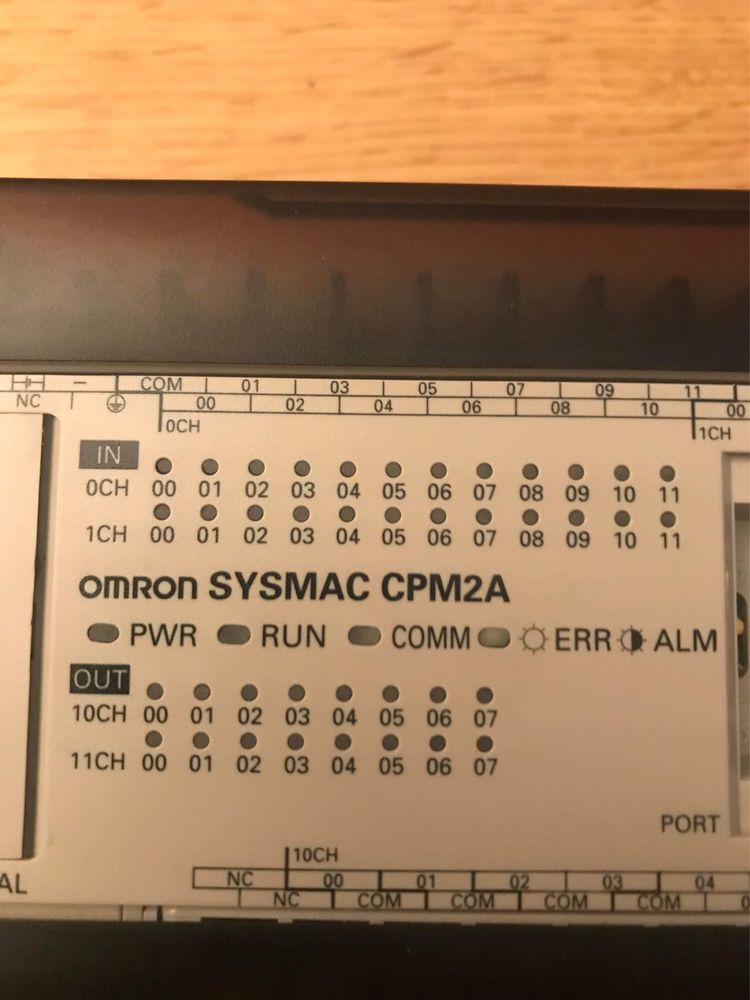 COM 01 03 05 07 09 11
NC 00 02 04 06 08 10 00
0CH 1CH
IN
0CH 00 01 02 03 04 05 06 07 08 09 10 11
1CH 00 01 02 03 04 05 06 07 08 09 10 11
omron SYSMAC CPM2A
PWR RUN COMM ERR ALM
OUT
10CH 00 01 02 03 04 05 06 07
11CH 00 01 02 03 04 05 06 07
PORT
10CH
AL
NC 00 01 02 03 04
NC COM COM COM COM